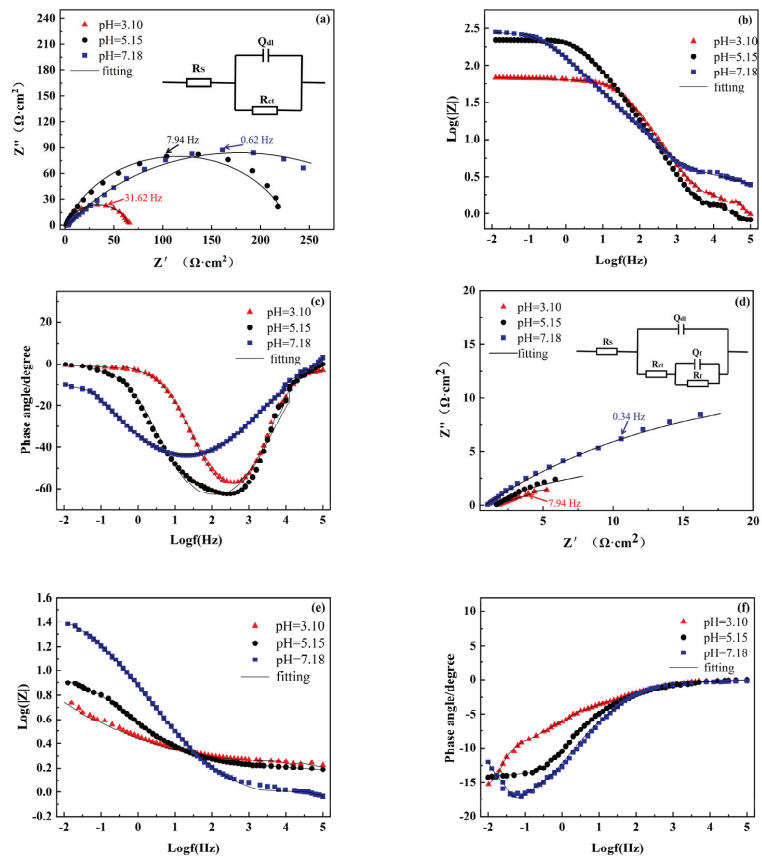 (a)
pH=3.10
pH=5.15
pH=7.18
fitting
Rs
Qdl
Rct
7.94 Hz
0.62 Hz
31.62 Hz
240
210
180
150
120
90
60
30
0
0 50 100 150 200 250
Z″ (Ω·cm²)
Z′ (Ω·cm²)
(b)
pH=3.10
pH=5.15
pH=7.18
fitting
2.5
2.0
1.5
1.0
0.5
0.0
-2 -1 0 1 2 3 4 5
Log(|Z|)
Logf(Hz)
(c)
pH=3.10
pH=5.15
pH=7.18
fitting
40
20
0
-20
-40
-60
-2 -1 0 1 2 3 4 5
Phase angle/degree
Logf(Hz)
(d)
pH=3.10
pH=5.15
pH=7.18
fitting
Rs
Qdl
Rct
Qf
Rf
0.34 Hz
7.94 Hz
20
15
10
5
0
5 10 15 20
Z″ (Ω·cm²)
Z′ (Ω·cm²)
(e)
pH=3.10
pH=5.15
pH−7.18
fitting
1.6
1.4
1.2
1.0
0.8
0.6
0.4
0.2
0.0
-0.2
-2 -1 0 1 2 3 4 5
Log(|Z|)
Logf(Hz)
(f)
pH−3.10
pH=5.15
pH−7.18
fitting
10
5
0
-5
-10
-15
-20
-2 -1 0 1 2 3 4 5
Phase angle/degree
Logf(Hz)